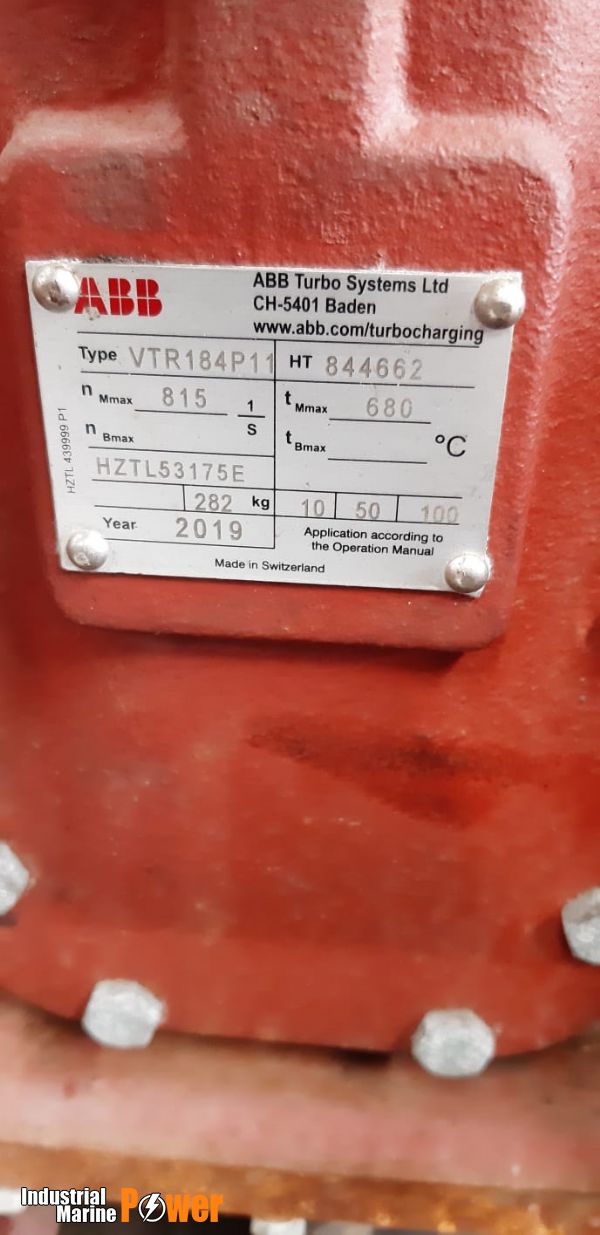 ABB
ABB Turbo Systems Ltd
CH-5401 Baden
www.abb.com/turbocharging
Type VTR184P11 HT 844662
n Mmax 815 1/s t Mmax 680
n Bmax t Bmax °C
HZTL53175E
282 kg 10 50 100
Year 2019 Application according to
the Operation Manual
Made in Switzerland
HZTL 439999 P1
Industrial
Marine Power